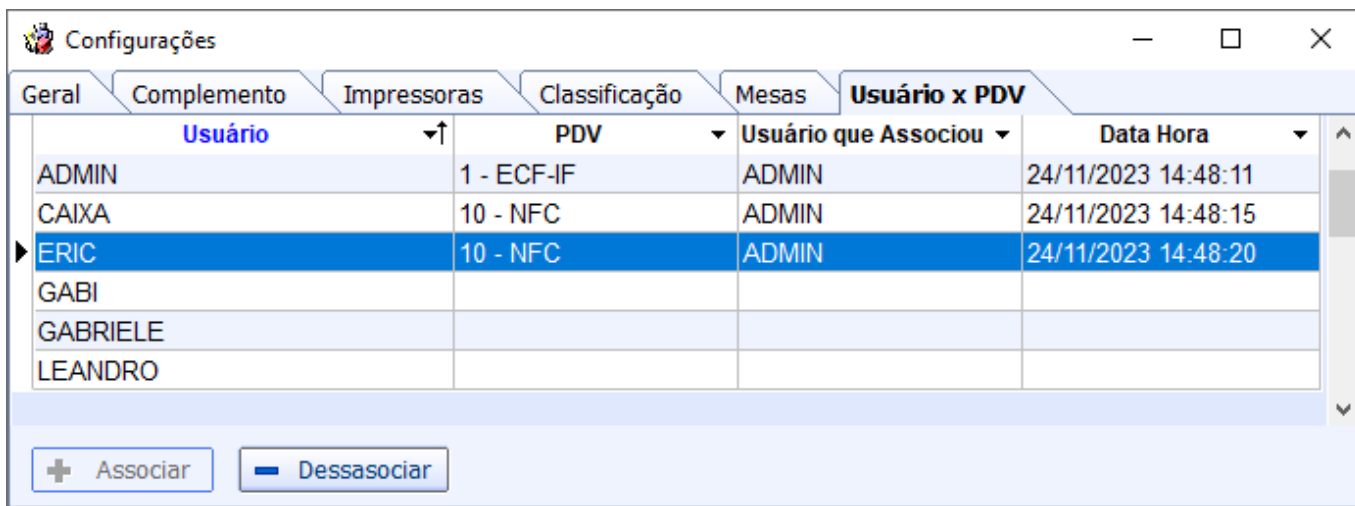 Configurações
Geral Complemento Impressoras Classificação Mesas Usuário x PDV
Usuário PDV Usuário que Associou Data Hora
ADMIN 1 - ECF-IF ADMIN 24/11/2023 14:48:11
CAIXA 10 - NFC ADMIN 24/11/2023 14:48:15
ERIC 10 - NFC ADMIN 24/11/2023 14:48:20
GABI
GABRIELE
LEANDRO
Associar Dessasociar